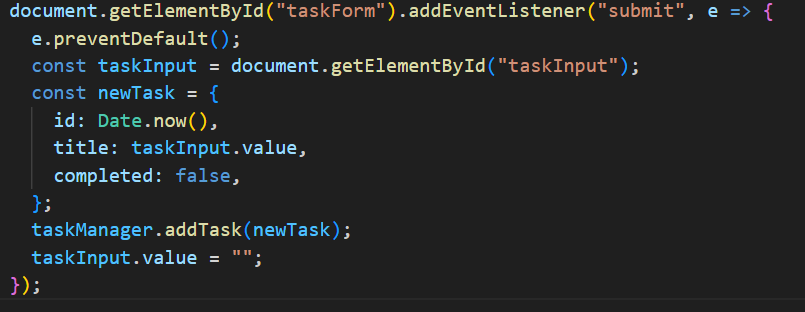 document.getElementById("taskForm").addEventListener("submit", e => {
  e.preventDefault();
  const taskInput = document.getElementById("taskInput");
  const newTask = {
    id: Date.now(),
    title: taskInput.value,
    completed: false,
  };
  taskManager.addTask(newTask);
  taskInput.value = "";
});